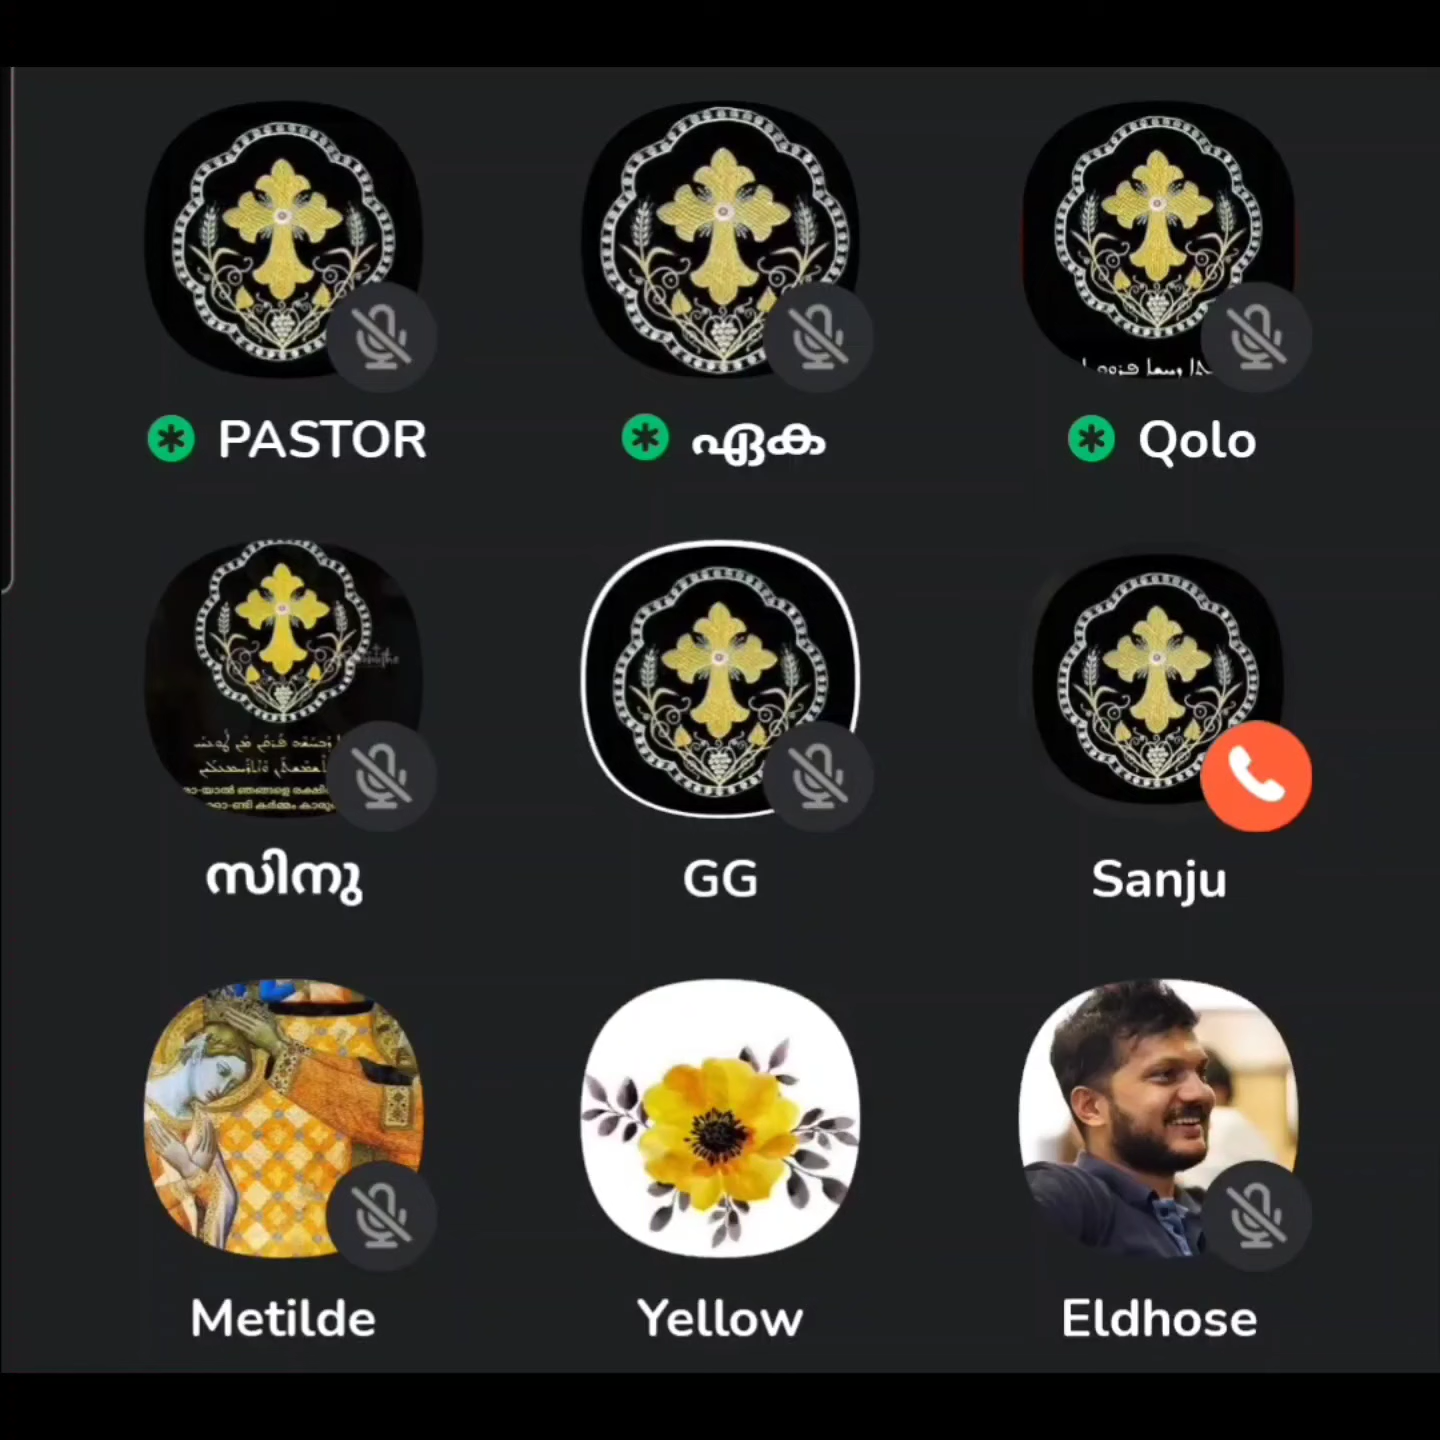 PASTOR
ഏക
Qolo
സിനു
GG
Sanju
Metilde
Yellow
Eldhose